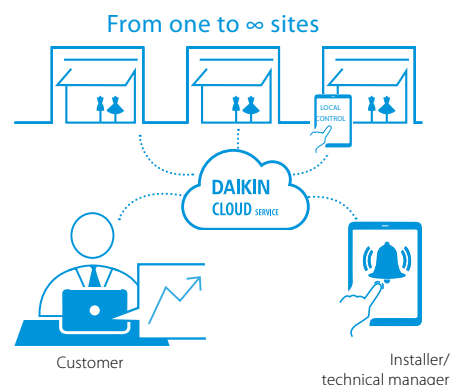 From one to ∞ sites
LOCAL
CONTROL
DAIKIN
CLOUD SERVICE
Customer
Installer/
technical manager